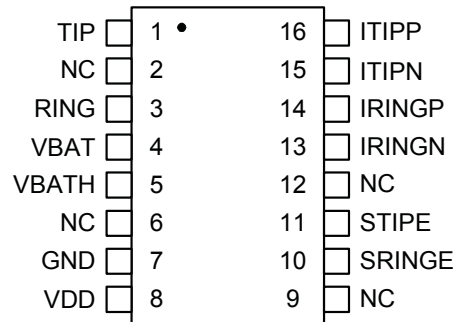 TIP 1 16 ITIPP
NC 2 15 ITIPN
RING 3 14 IRINGP
VBAT 4 13 IRINGN
VBATH 5 12 NC
NC 6 11 STIPE
GND 7 10 SRINGE
VDD 8 9 NC